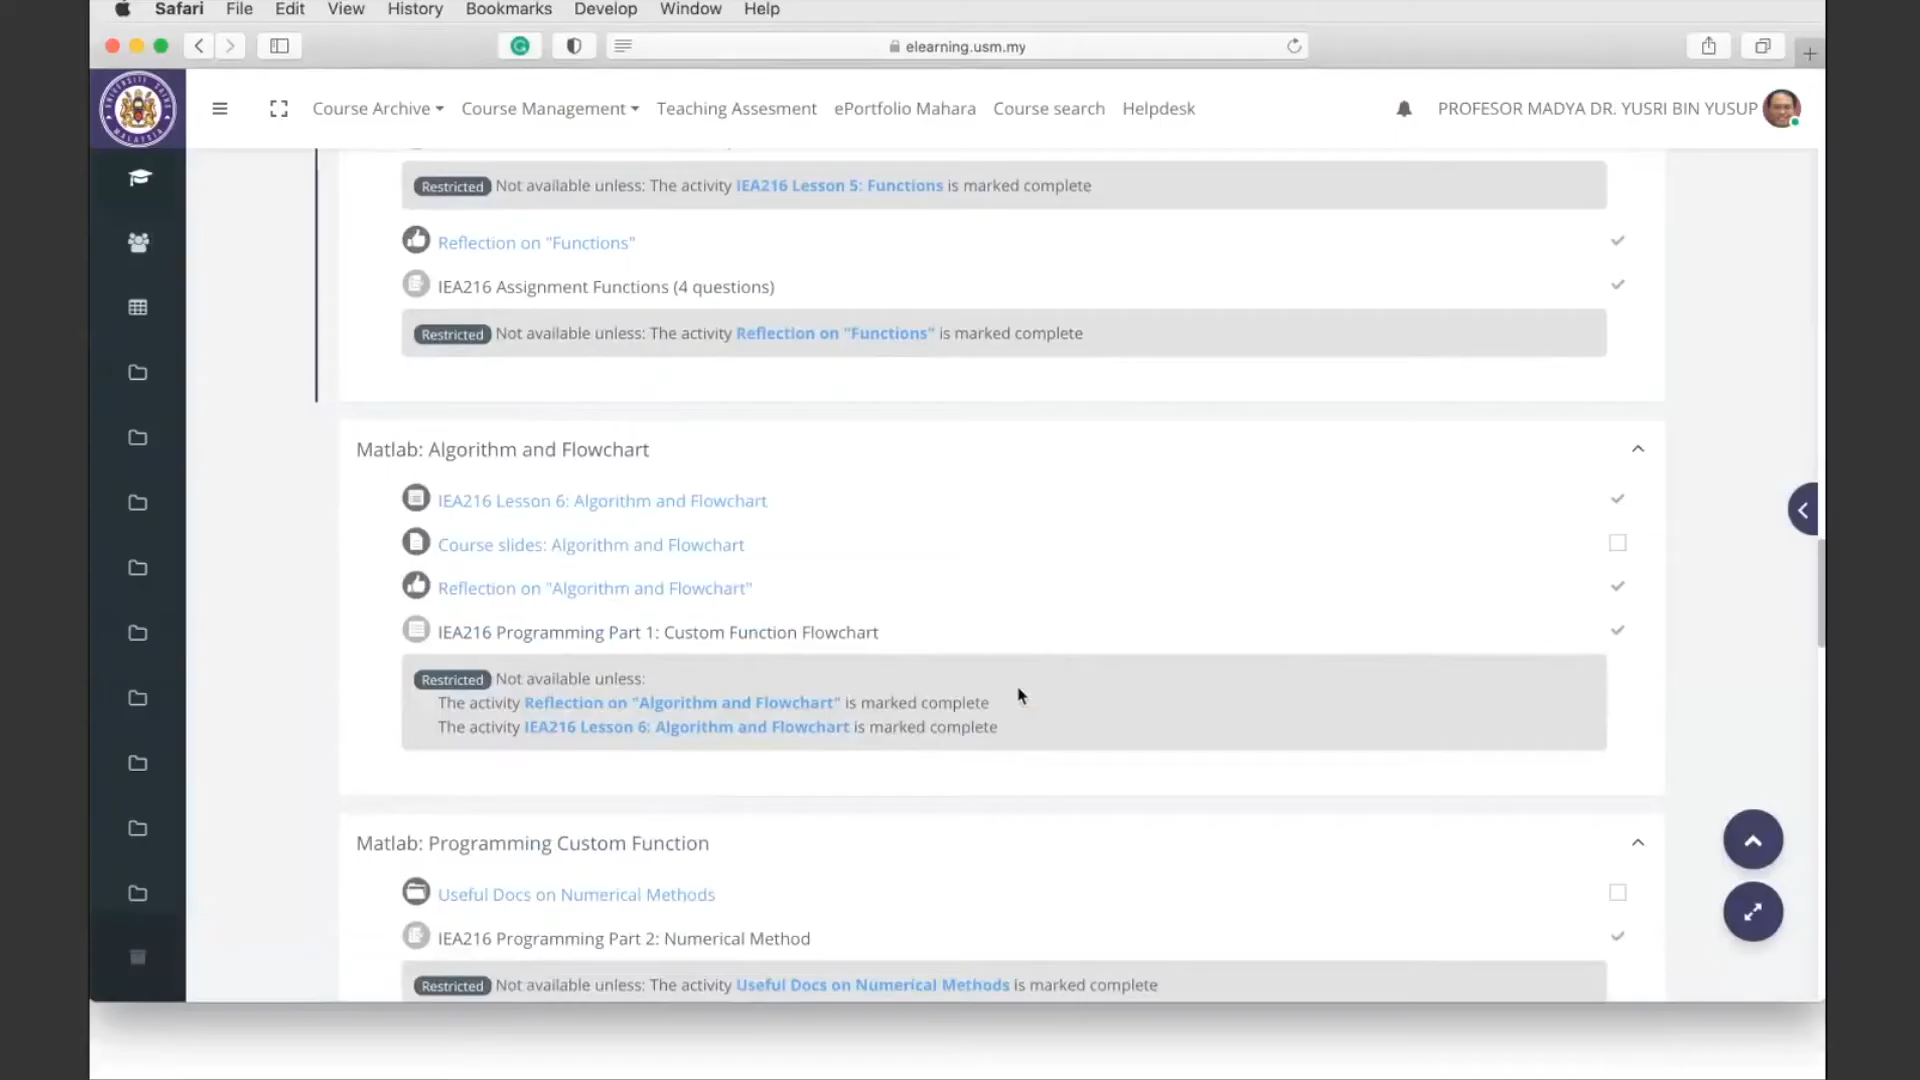 Safari File Edit View History Bookmarks Develop Window Help
elearning.usm.my
Course Archive Course Management Teaching Assesment ePortfolio Mahara Course search Helpdesk PROFESOR MADYA DR. YUSRI BIN YUSUP
Restricted Not available unless: The activity IEA216 Lesson 5: Functions is marked complete
Reflection on "Functions"
IEA216 Assignment Functions (4 questions)
Restricted Not available unless: The activity Reflection on "Functions" is marked complete
Matlab: Algorithm and Flowchart
IEA216 Lesson 6: Algorithm and Flowchart
Course slides: Algorithm and Flowchart
Reflection on "Algorithm and Flowchart"
IEA216 Programming Part 1: Custom Function Flowchart
Restricted Not available unless:
The activity Reflection on "Algorithm and Flowchart" is marked complete
The activity IEA216 Lesson 6: Algorithm and Flowchart is marked complete
Matlab: Programming Custom Function
Useful Docs on Numerical Methods
IEA216 Programming Part 2: Numerical Method
Restricted Not available unless: The activity Useful Docs on Numerical Methods is marked complete